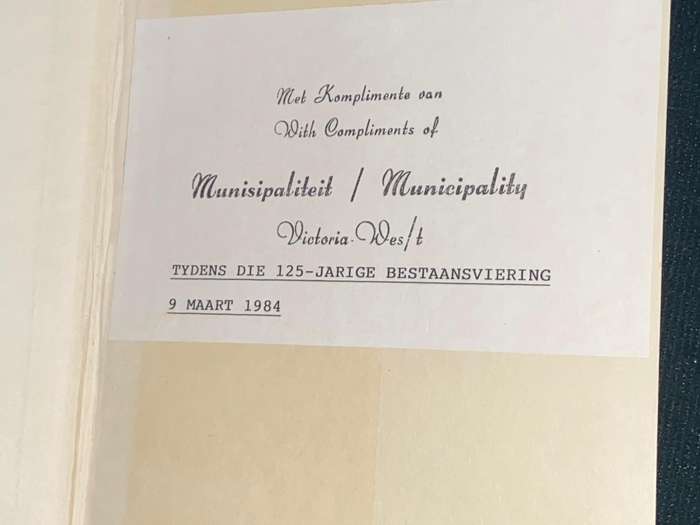 Met Komplimente van
With Compliments of
Munisipaliteit / Municipality
Victoria-Wes/t
TYDENS DIE 125-JARIGE BESTAANSVIERING
9 MAART 1984